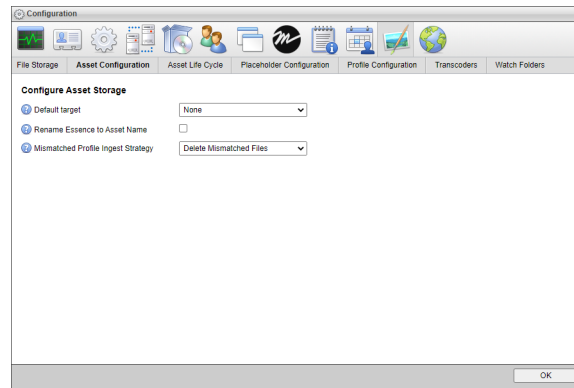 Configuration
File Storage Asset Configuration Asset Life Cycle Placeholder Configuration Profile Configuration Transcoders Watch Folders
Configure Asset Storage
Default target None
Rename Essence to Asset Name
Mismatched Profile Ingest Strategy Delete Mismatched Files
OK